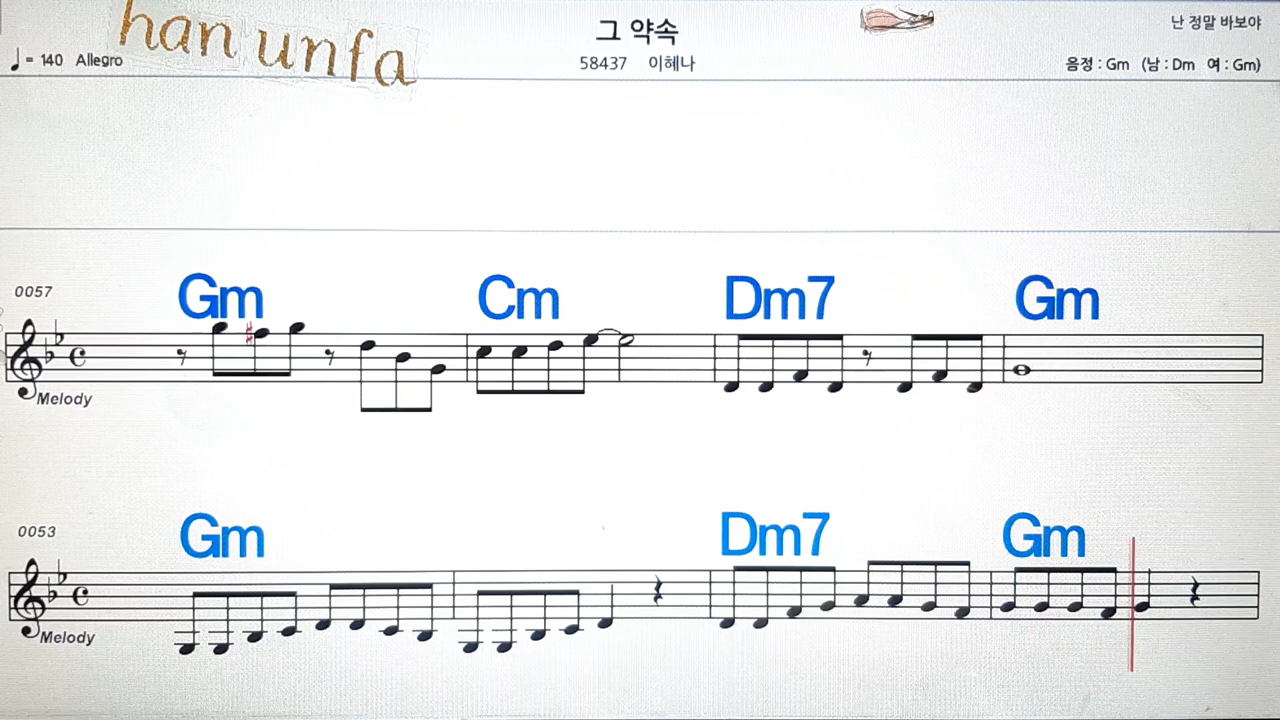 han unfa
그 약속
난 정말 바보야
♩ = 140 Allegro
58437 이혜나
음정 : Gm (남 : Dm 여 : Gm)
0057
Gm Cm Dm7 Gm
Melody
0053
Gm Dm7 Gm
Melody